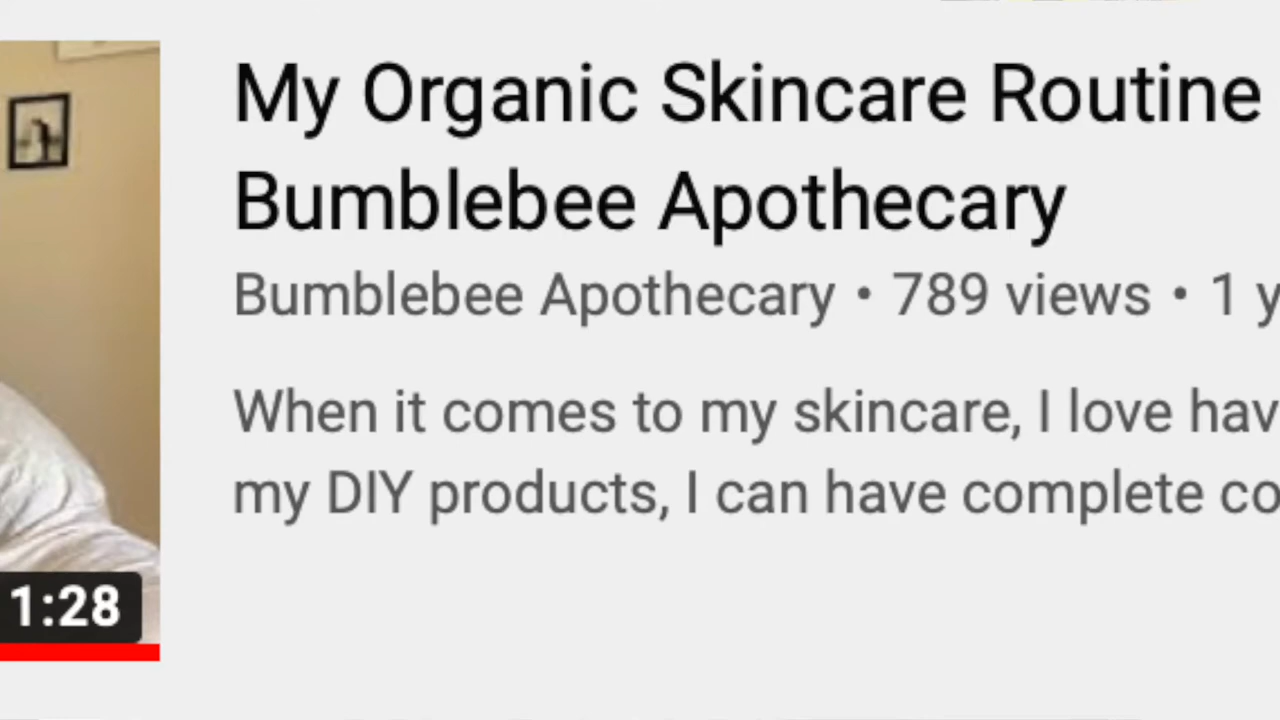 My Organic Skincare Routine
Bumblebee Apothecary
Bumblebee Apothecary • 789 views • 1 y
When it comes to my skincare, I love hav
my DIY products, I can have complete co
1:28